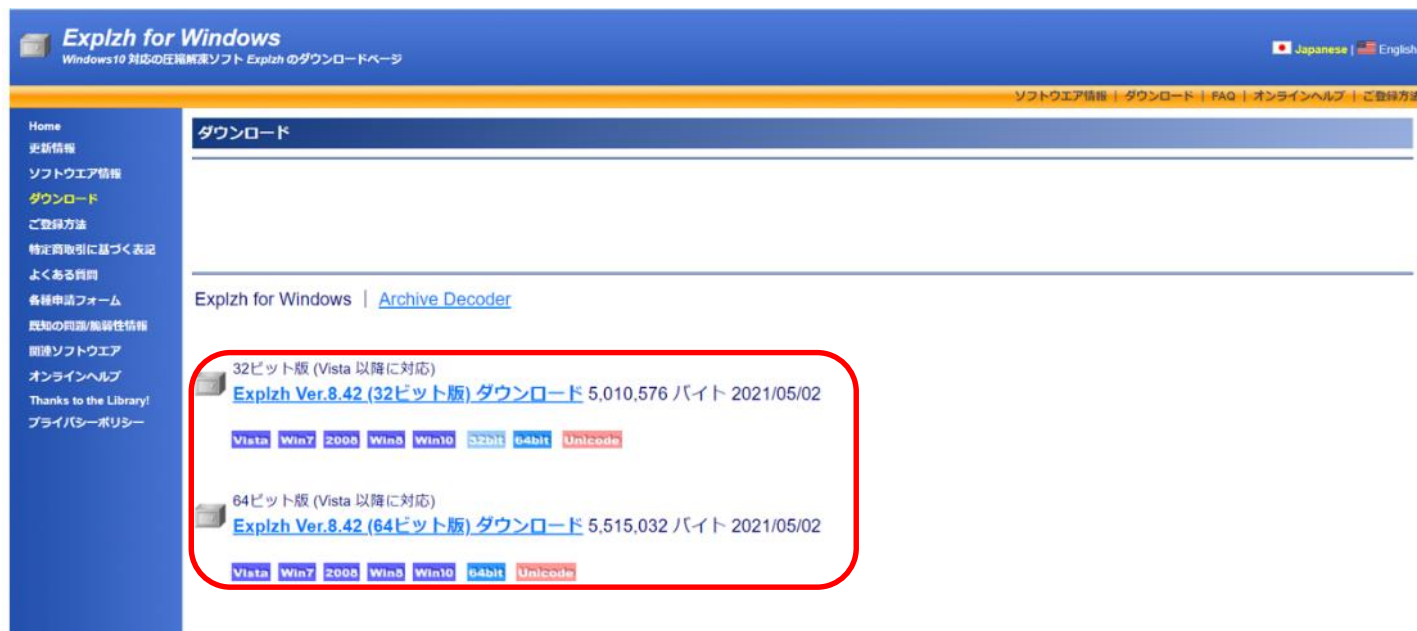 Explzh for Windows
Windows10 対応の圧縮解凍ソフト Explzh のダウンロードページ
Japanese | English
ソフトウエア情報 | ダウンロード | FAQ | オンラインヘルプ | ご登録方法
Home
更新情報
ソフトウエア情報
ダウンロード
ご登録方法
特定商取引に基づく表記
よくある質問
各種申請フォーム
既知の問題/脆弱性情報
関連ソフトウエア
オンラインヘルプ
Thanks to the Library!
プライバシーポリシー
ダウンロード
Explzh for Windows | Archive Decoder
32ビット版 (Vista 以降に対応)
Explzh Ver.8.42 (32ビット版) ダウンロード 5,010,576 バイト 2021/05/02
Vista Win7 2008 Win8 Win10 32bit 64bit Unicode
64ビット版 (Vista 以降に対応)
Explzh Ver.8.42 (64ビット版) ダウンロード 5,515,032 バイト 2021/05/02
Vista Win7 2008 Win8 Win10 64bit Unicode